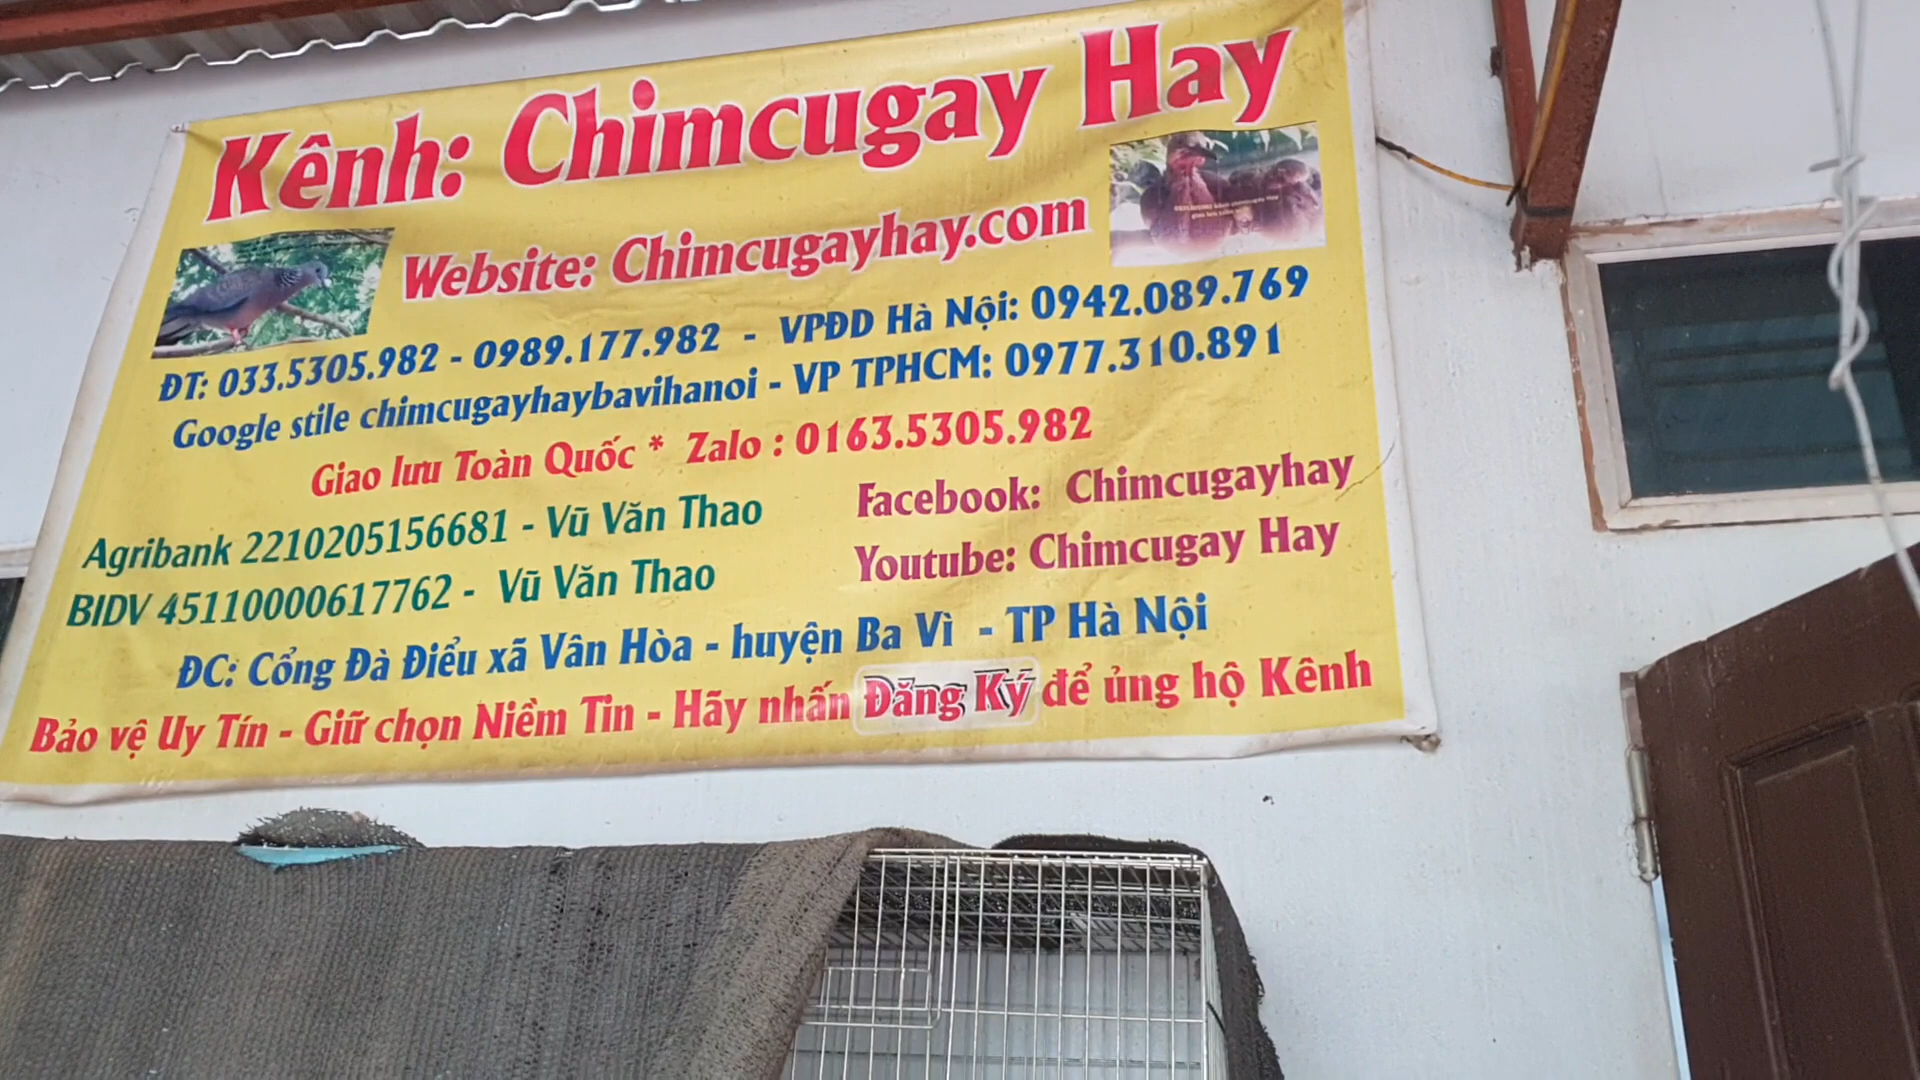 Kênh: Chimcugay Hay
Website: Chimcugayhay.com
ĐT: 033.5305.982 - 0989.177.982 - VPĐD Hà Nội: 0942.089.769
Google stile chimcugayhaybavihanoi - VP TPHCM: 0977.310.891
Giao lưu Toàn Quốc * Zalo : 0163.5305.982
Agribank 2210205156681 - Vũ Văn Thao
BIDV 45110000617762 - Vũ Văn Thao
Facebook: Chimcugayhay
Youtube: Chimcugay Hay
ĐC: Cổng Đà Điểu xã Vân Hòa - huyện Ba Vì - TP Hà Nội
Bảo vệ Uy Tín - Giữ chọn Niềm Tin - Hãy nhấn Đăng Ký để ủng hộ Kênh